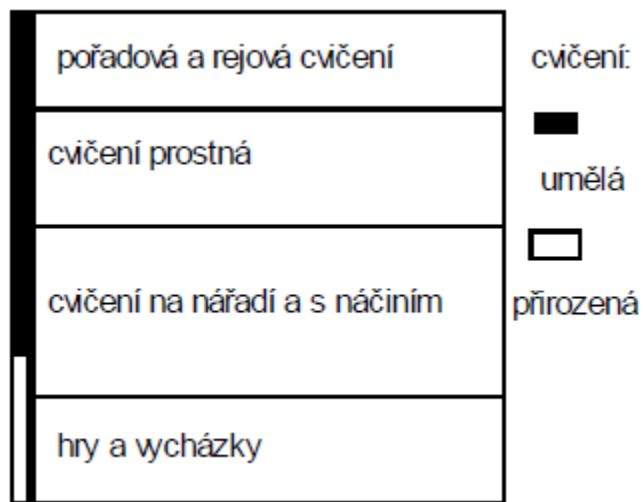 pořadová a rejová cvičení
cvičení prostná
cvičení na nářadí a s náčiním
hry a vycházky
cvičení:
umělá
přirozená